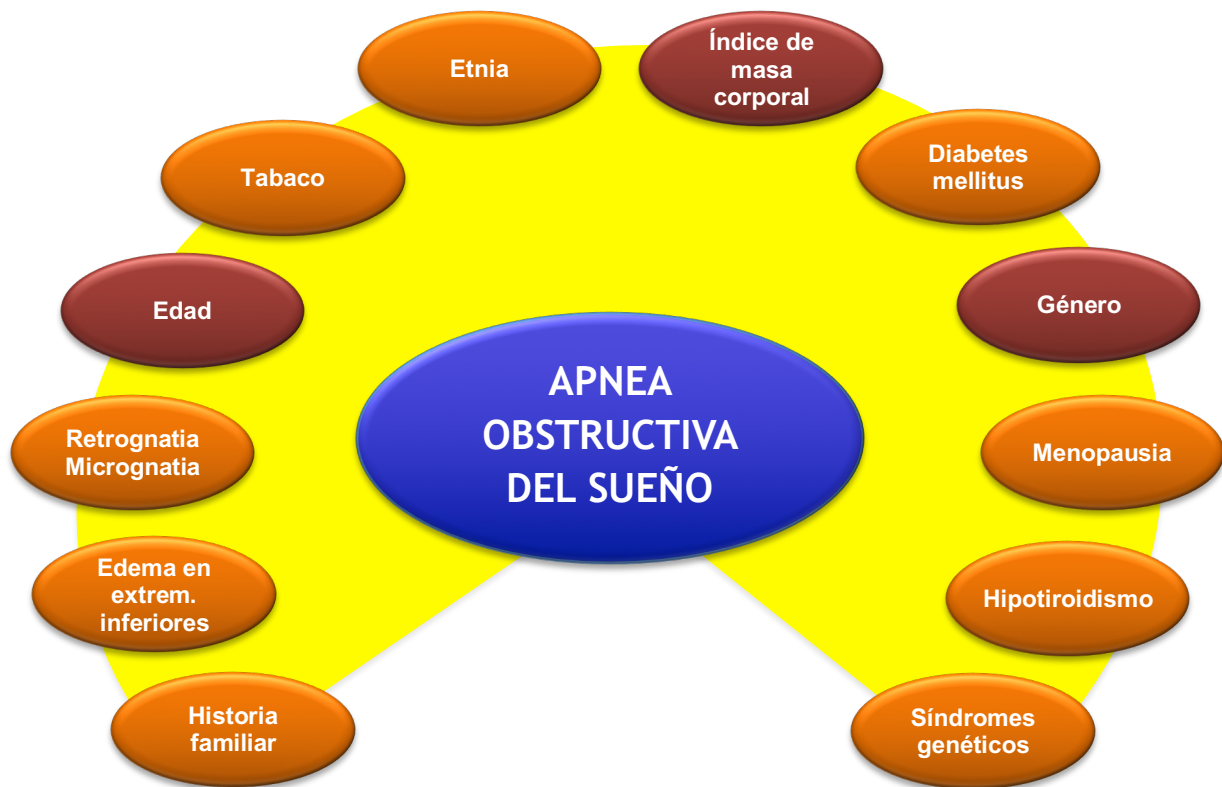 Etnia
Índice de
masa
corporal
Tabaco
Diabetes
mellitus
Edad
Género
APNEA
OBSTRUCTIVA
DEL SUEÑO
Retrognatia
Micrognatia
Menopausia
Edema en
extrem.
inferiores
Hipotiroidismo
Historia
familiar
Síndromes
genéticos